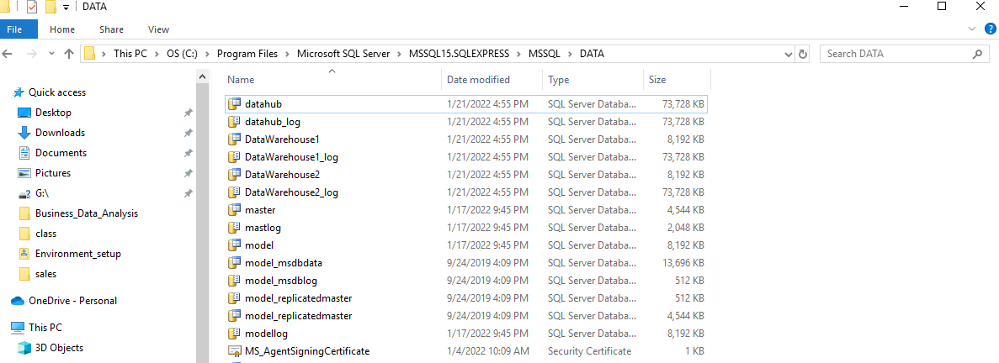 DATA
File Home Share View
This PC > OS (C:) > Program Files > Microsoft SQL Server > MSSQL15.SQLEXPRESS > MSSQL > DATA
Search DATA
Name Date modified Type Size
Quick access
Desktop
Downloads
Documents
Pictures
G:\
Business_Data_Analysis
class
Environment_setup
sales
OneDrive - Personal
This PC
3D Objects
datahub 1/21/2022 4:55 PM SQL Server Databa... 73,728 KB
datahub_log 1/21/2022 4:55 PM SQL Server Databa... 73,728 KB
DataWarehouse1 1/21/2022 4:55 PM SQL Server Databa... 8,192 KB
DataWarehouse1_log 1/21/2022 4:55 PM SQL Server Databa... 73,728 KB
DataWarehouse2 1/21/2022 4:55 PM SQL Server Databa... 8,192 KB
DataWarehouse2_log 1/21/2022 4:55 PM SQL Server Databa... 73,728 KB
master 1/17/2022 9:45 PM SQL Server Databa... 4,544 KB
mastlog 1/17/2022 9:45 PM SQL Server Databa... 2,048 KB
model 1/17/2022 9:45 PM SQL Server Databa... 8,192 KB
model_msdbdata 9/24/2019 4:09 PM SQL Server Databa... 13,696 KB
model_msdblog 9/24/2019 4:09 PM SQL Server Databa... 512 KB
model_replicatedmaster 9/24/2019 4:09 PM SQL Server Databa... 512 KB
model_replicatedmaster 9/24/2019 4:09 PM SQL Server Databa... 4,544 KB
modellog 1/17/2022 9:45 PM SQL Server Databa... 8,192 KB
MS_AgentSigningCertificate 1/4/2022 10:09 AM Security Certificate 1 KB